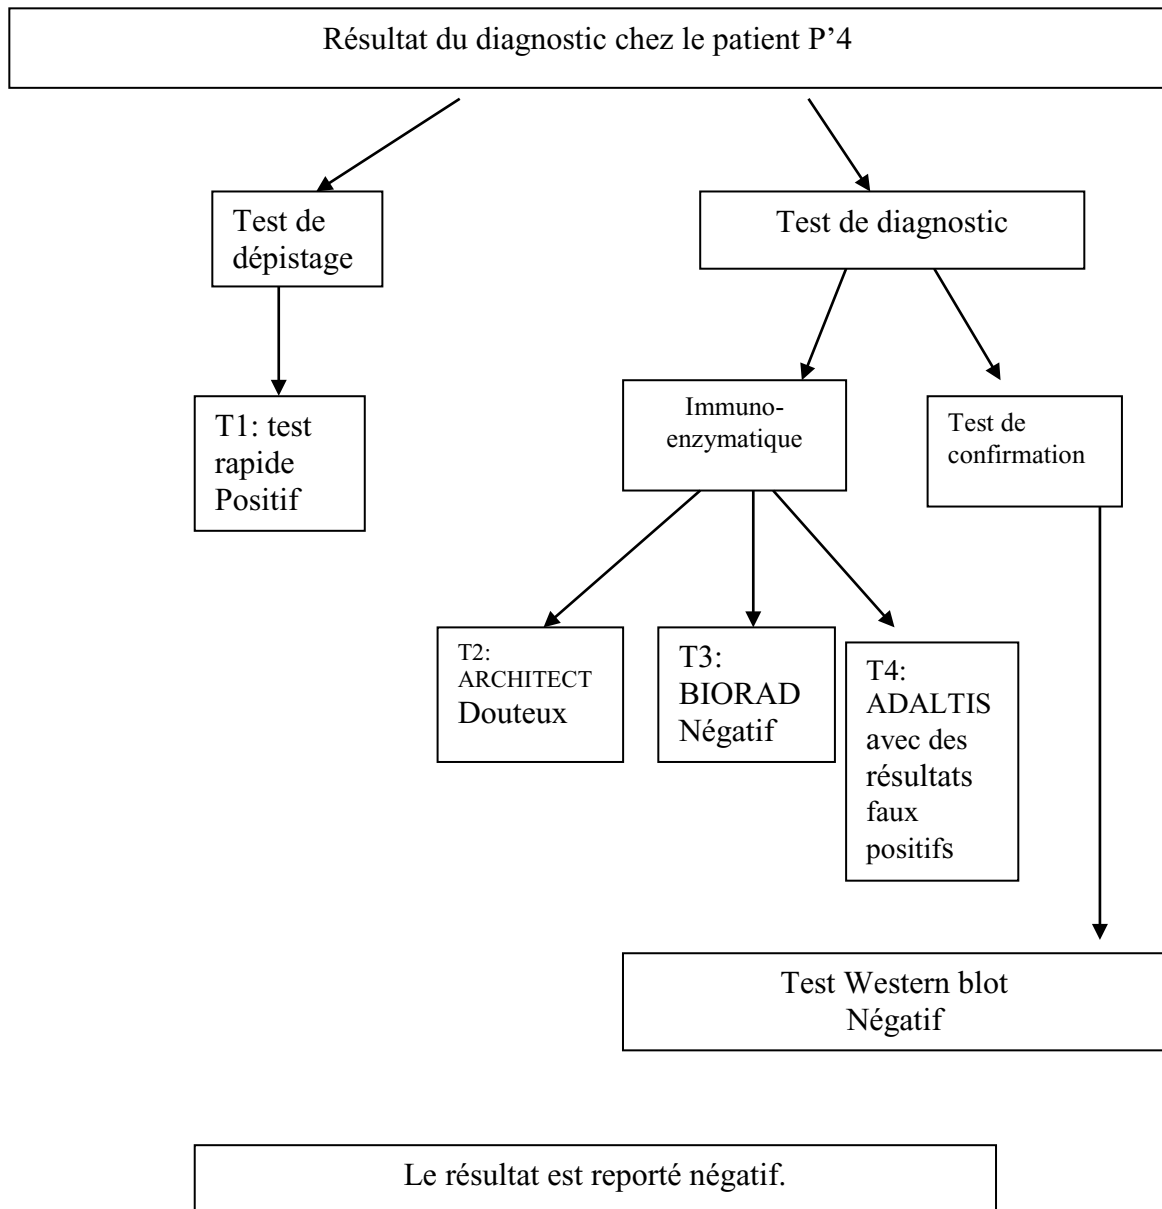 Résultat du diagnostic chez le patient P’4
Test de
dépistage
Test de diagnostic
T1: test
rapide
Positif
Immuno-
enzymatique
Test de
confirmation
T2:
ARCHITECT
Douteux
T3:
BIORAD
Négatif
T4:
ADALTIS
avec des
résultats
faux
positifs
Test Western blot
Négatif
Le résultat est reporté négatif.